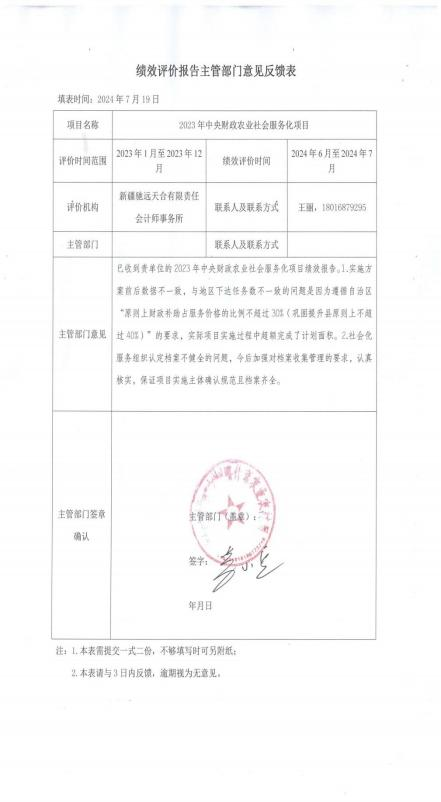 绩效评价报告主管部门意见反馈表
填表时间：2024年7月19日
项目名称 2023年中央财政农业社会服务化项目
评价时间范围 2023年1月至2023年12月 绩效评价时间 2024年6月至2024年7月
评价机构 新疆驰远天合有限责任会计师事务所 联系人及联系方式 王丽，18016879295
主管部门 联系人及联系方式
主管部门意见
已收到贵单位的2023年中央财政农业社会服务化项目绩效报告。1.实施方
案前后数据不一致，与地区下达任务数不一致的问题是因为遵循自治区
“原则上财政补助占服务价格的比例不超过30%（巩固提升县原则上不超
过40%）”的要求，实际项目实施过程中超额完成了计划面积。2.社会化
服务组织认定档案不健全的问题，今后加强对档案收集管理的要求，认真
核实，保证项目实施主体确认规范且档案齐全。
主管部门签章
确认
主管部门（盖章）：
签字：
年月日
注：1.本表需提交一式二份，不够填写时可另附纸；
2.本表请与3日内反馈，逾期视为无意见。